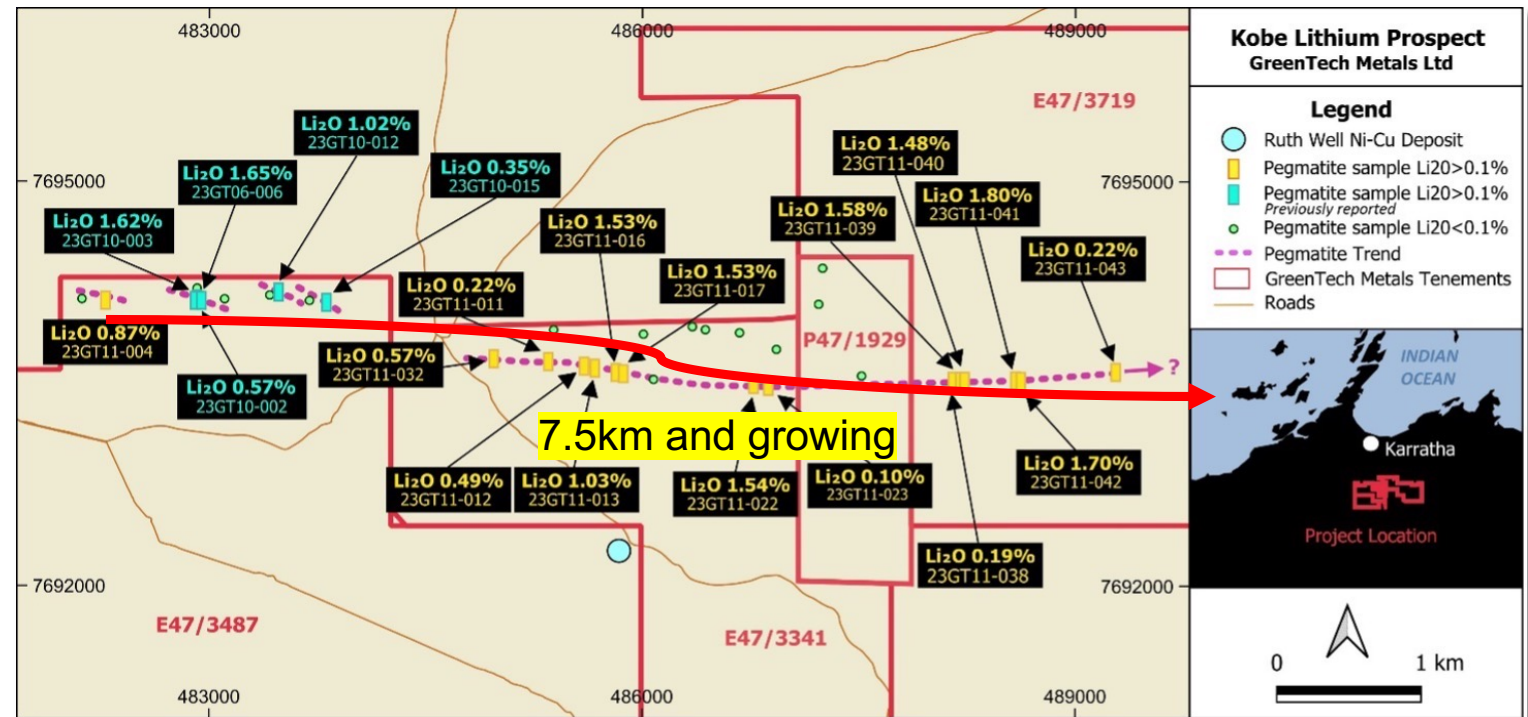 483000
486000
489000
7695000
7695000
7692000
7692000
483000
486000
489000
E47/3719
P47/1929
E47/3487
E47/3341
Li₂O 1.02%
23GT10-012
Li₂O 1.65%
23GT06-006
Li₂O 0.35%
23GT10-015
Li₂O 1.62%
23GT10-003
Li₂O 0.87%
23GT11-004
Li₂O 0.57%
23GT10-002
Li₂O 1.53%
23GT11-016
Li₂O 1.53%
23GT11-017
Li₂O 0.22%
23GT11-011
Li₂O 0.57%
23GT11-032
Li₂O 0.49%
23GT11-012
Li₂O 1.03%
23GT11-013
Li₂O 1.54%
23GT11-022
Li₂O 0.10%
23GT11-023
Li₂O 1.48%
23GT11-040
Li₂O 1.80%
23GT11-041
Li₂O 1.58%
23GT11-039
Li₂O 0.22%
23GT11-043
Li₂O 1.70%
23GT11-042
Li₂O 0.19%
23GT11-038
?
7.5km and growing
Kobe Lithium Prospect
GreenTech Metals Ltd
Legend
Ruth Well Ni-Cu Deposit
Pegmatite sample Li20>0.1%
Pegmatite sample Li20>0.1%
Previously reported
Pegmatite sample Li20<0.1%
Pegmatite Trend
GreenTech Metals Tenements
Roads
INDIAN
OCEAN
Karratha
Project Location
0 1 km